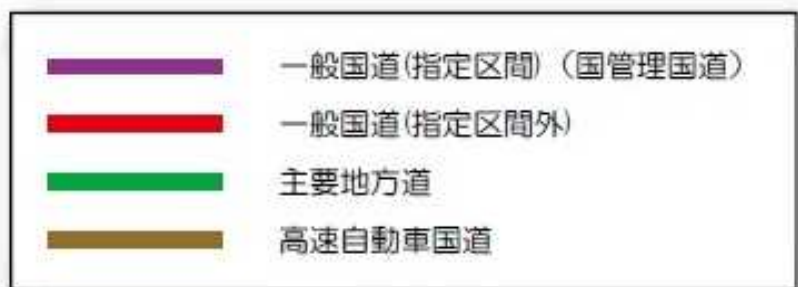 一般国道(指定区間)（国管理国道）
一般国道(指定区間外)
主要地方道
高速自動車国道